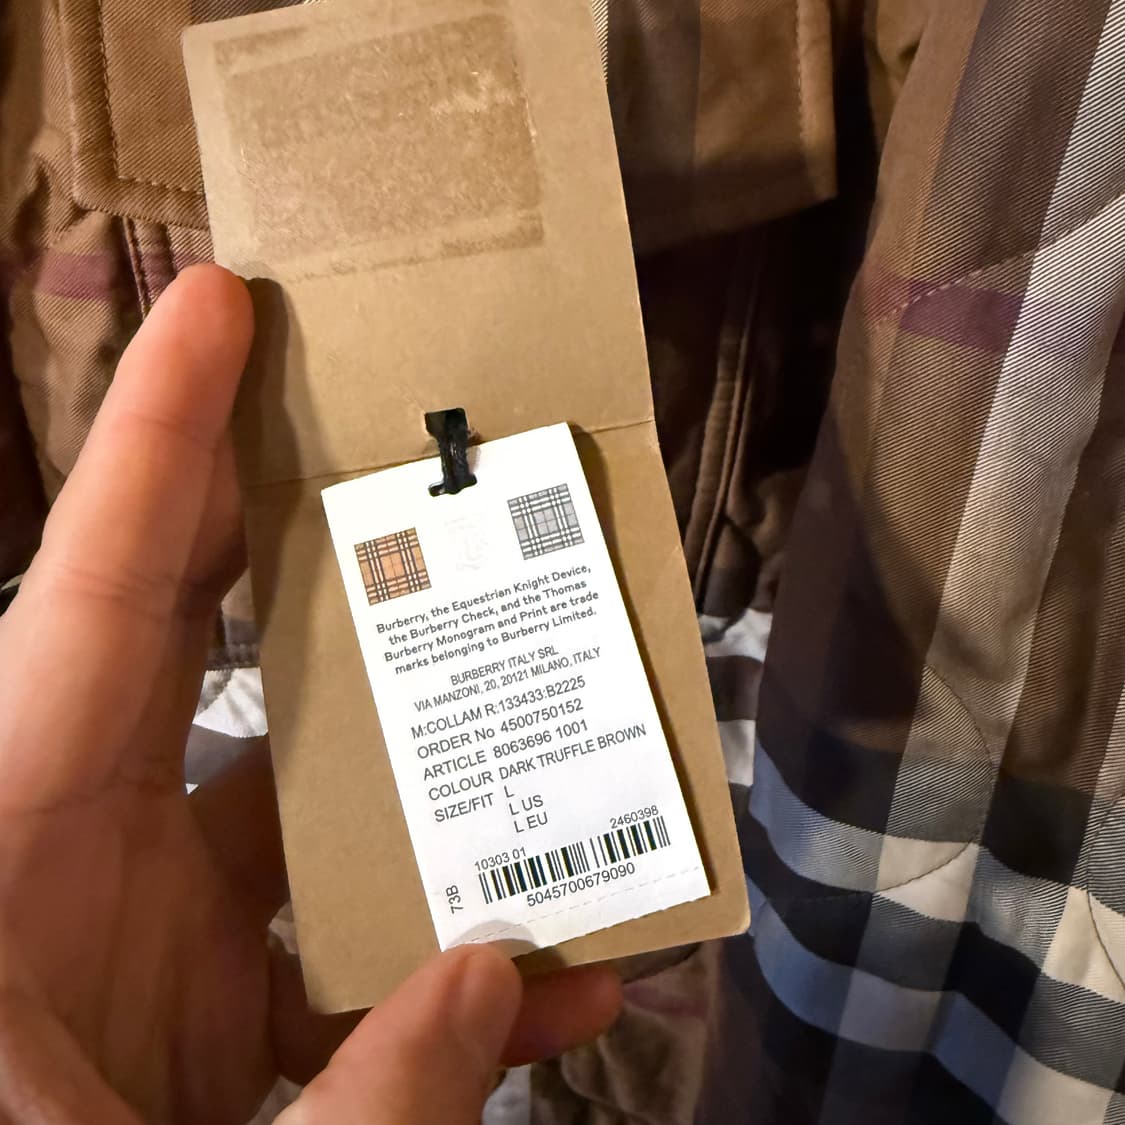 Burberry, the Equestrian Knight Device,
the Burberry Check, and the Thomas
Burberry Monogram and Print are trade
marks belonging to Burberry Limited.
BURBERRY ITALY SRL
VIA MANZONI, 20, 20121 MILANO, ITALY
M:COLLAM R:133433:B2225
ORDER No 4500750152
ARTICLE 8063696 1001
COLOUR DARK TRUFFLE BROWN
SIZE/FIT L
L US
L EU
10303 01 2460398
5045700679090
73B